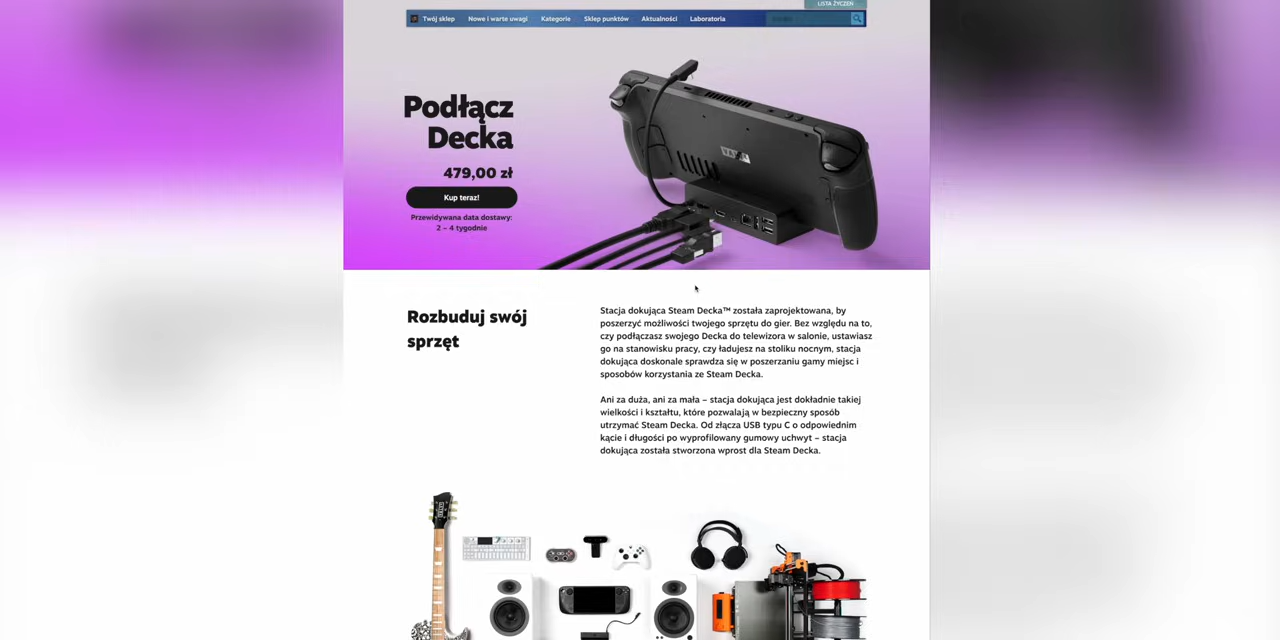 LISTA ŻYCZEŃ
Twój sklep Nowe i warte uwagi Kategorie Sklep punktów Aktualności Laboratoria
Podłącz
Decka
479,00 zł
Kup teraz!
Przewidywana data dostawy:
2 – 4 tygodnie
VALVE
Rozbuduj swój
sprzęt
Stacja dokująca Steam Decka™ została zaprojektowana, by
poszerzyć możliwości twojego sprzętu do gier. Bez względu na to,
czy podłączasz swojego Decka do telewizora w salonie, ustawiasz
go na stanowisku pracy, czy ładujesz na stoliku nocnym, stacja
dokująca doskonale sprawdza się w poszerzaniu gamy miejsc i
sposobów korzystania ze Steam Decka.
Ani za duża, ani za mała – stacja dokująca jest dokładnie takiej
wielkości i kształtu, które pozwalają w bezpieczny sposób
utrzymać Steam Decka. Od złącza USB typu C o odpowiednim
kącie i długości po wyprofilowany gumowy uchwyt – stacja
dokująca została stworzona wprost dla Steam Decka.